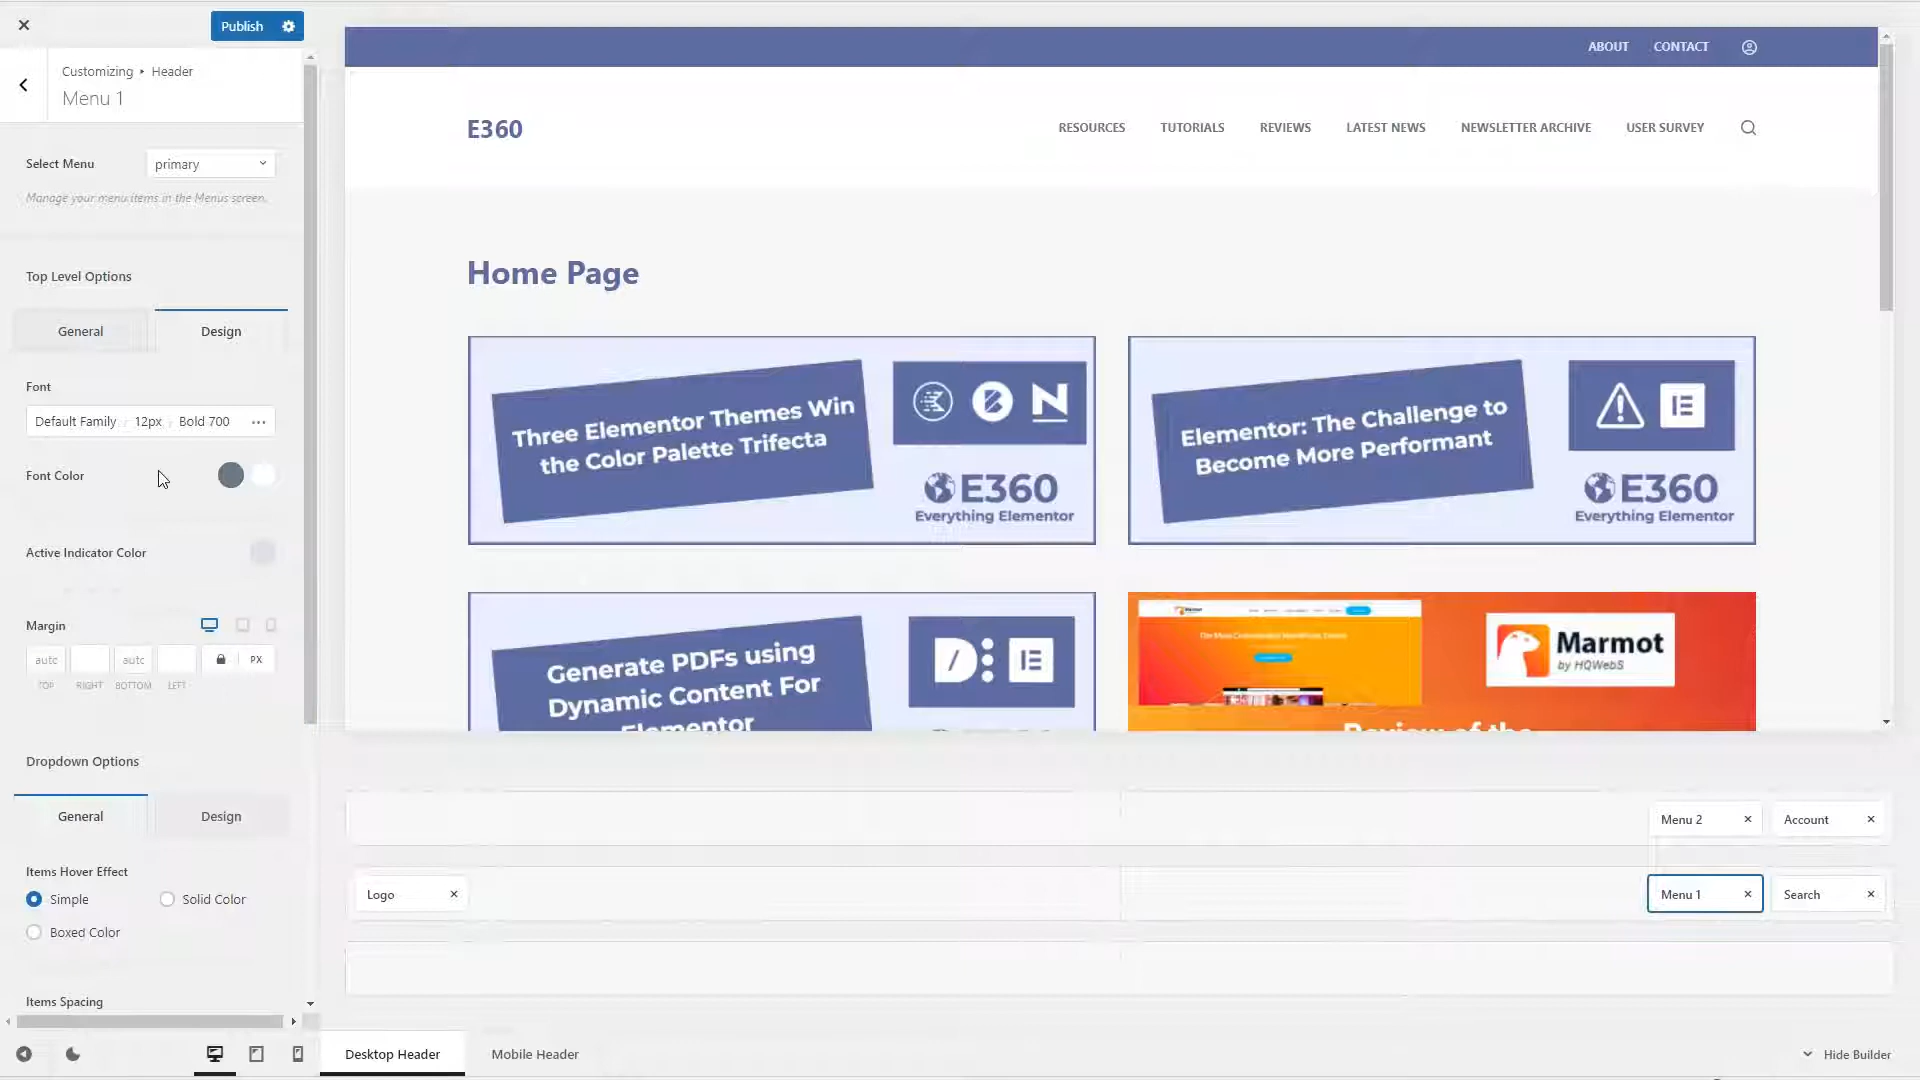 Publish
Customizing ▸ Header
Menu 1
Select Menu
primary
Manage your menu items in the Menus screen.
Top Level Options
General
Design
Font
Default Family / 12px / Bold 700
Font Color
Active Indicator Color
Margin
auto
auto
PX
TOP
RIGHT
BOTTOM
LEFT
Dropdown Options
General
Design
Items Hover Effect
Simple
Solid Color
Boxed Color
Items Spacing
ABOUT
CONTACT
E360
RESOURCES
TUTORIALS
REVIEWS
LATEST NEWS
NEWSLETTER ARCHIVE
USER SURVEY
Home Page
Three Elementor Themes Win
the Color Palette Trifecta
E360
Everything Elementor
Elementor: The Challenge to
Become More Performant
E360
Everything Elementor
Generate PDFs using
Dynamic Content For
Elementor
Marmot
by HQWebS
Review of the
Menu 2
Account
Logo
Menu 1
Search
Desktop Header
Mobile Header
Hide Builder